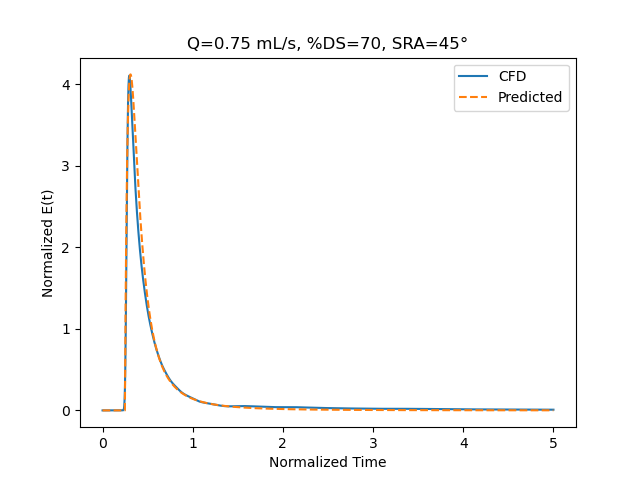 Q=0.75 mL/s, %DS=70, SRA=45°
CFD
Predicted
Normalized E(t)
4
3
2
1
0
0 1 2 3 4 5
Normalized Time